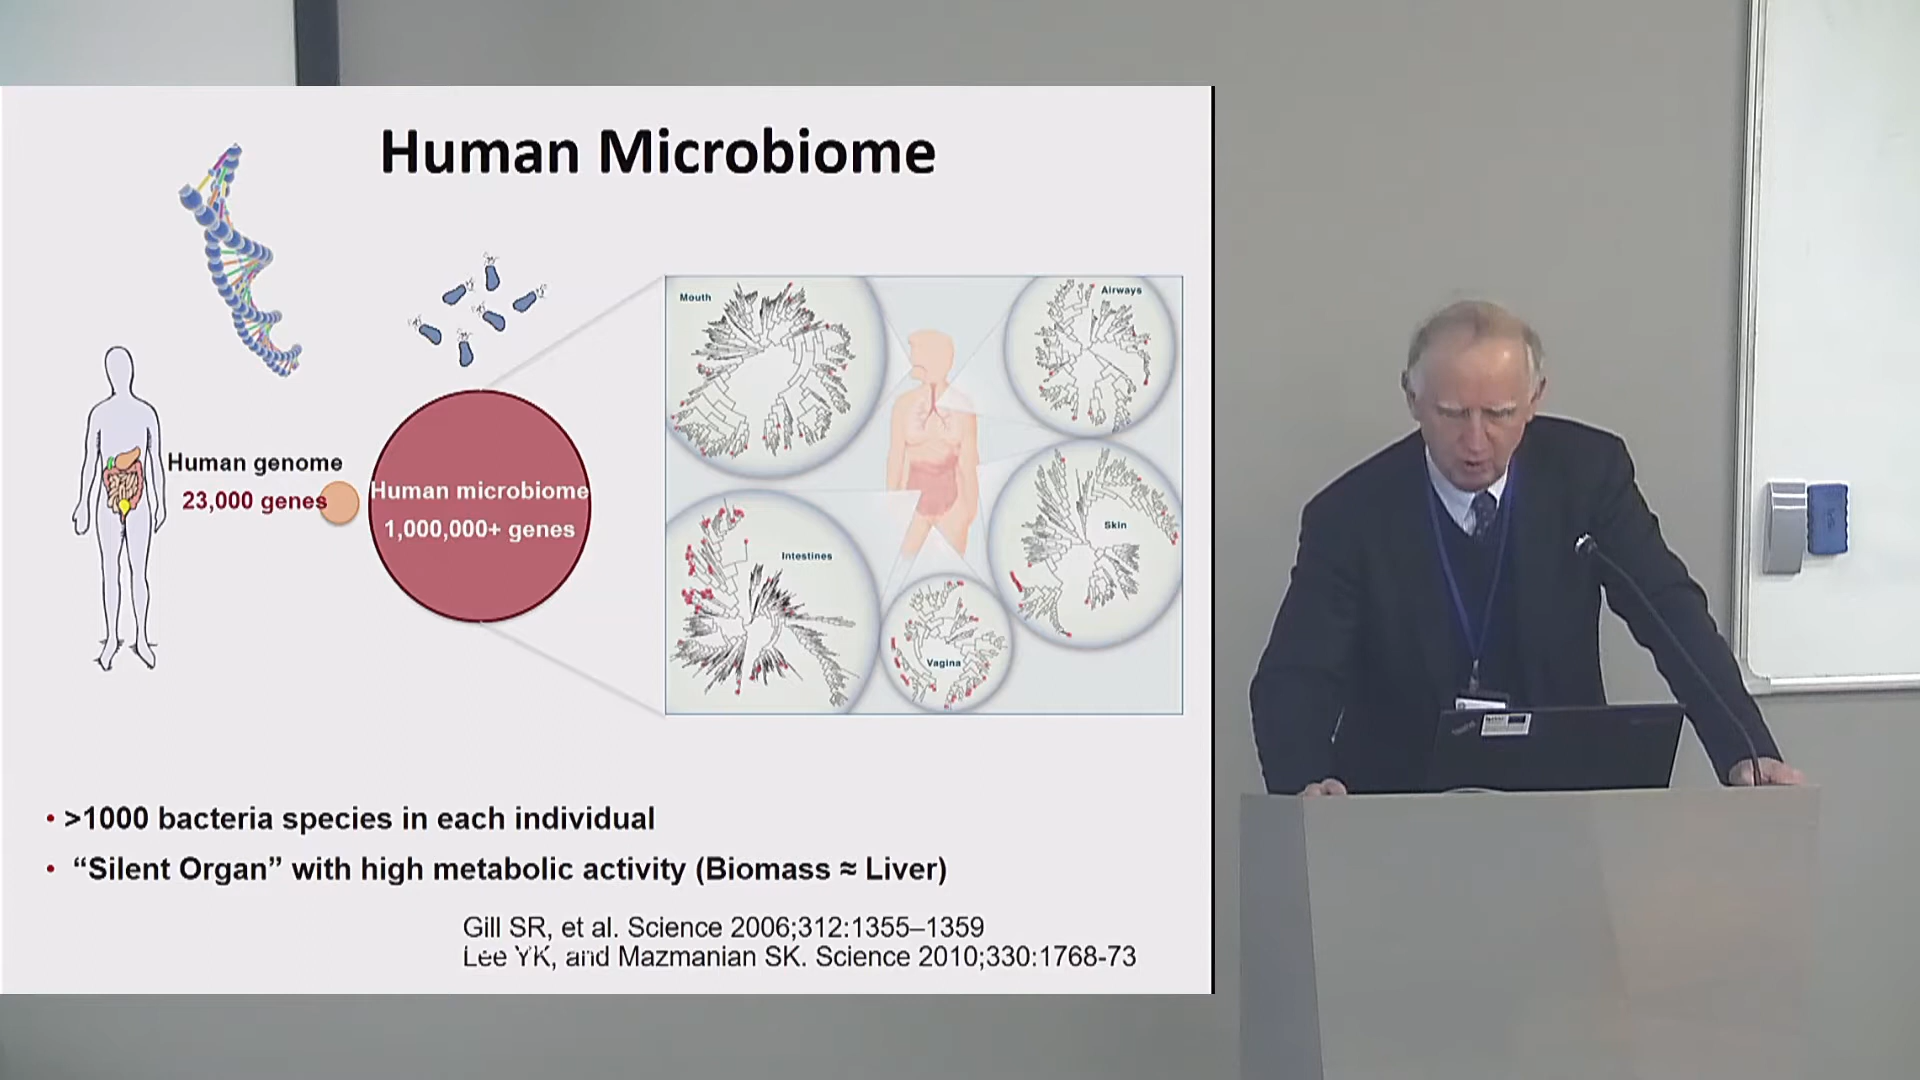 Human Microbiome
Human genome
23,000 genes
Human microbiome
1,000,000+ genes
Mouth
Airways
Intestines
Skin
Vagina
• >1000 bacteria species in each individual
• “Silent Organ” with high metabolic activity (Biomass ≈ Liver)
Gill SR, et al. Science 2006;312:1355–1359
Lee YK, and Mazmanian SK. Science 2010;330:1768-73